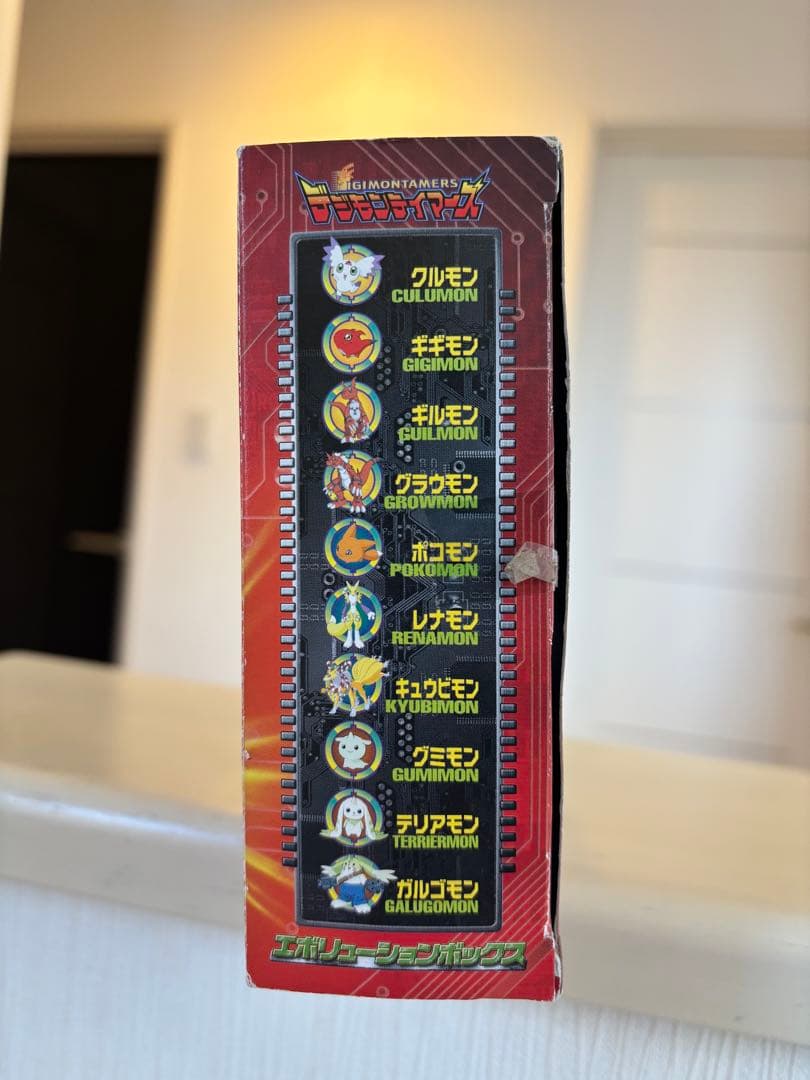 DIGIMONTAMERS
デジモンテイマーズ
クルモン
CULUMON
ギギモン
GIGIMON
ギルモン
GUILMON
グラウモン
GROWMON
ポコモン
POKOMON
レナモン
RENAMON
キュウビモン
KYUBIMON
グミモン
GUMIMON
テリアモン
TERRIERMON
ガルゴモン
GALUGOMON
エボリューションボックス